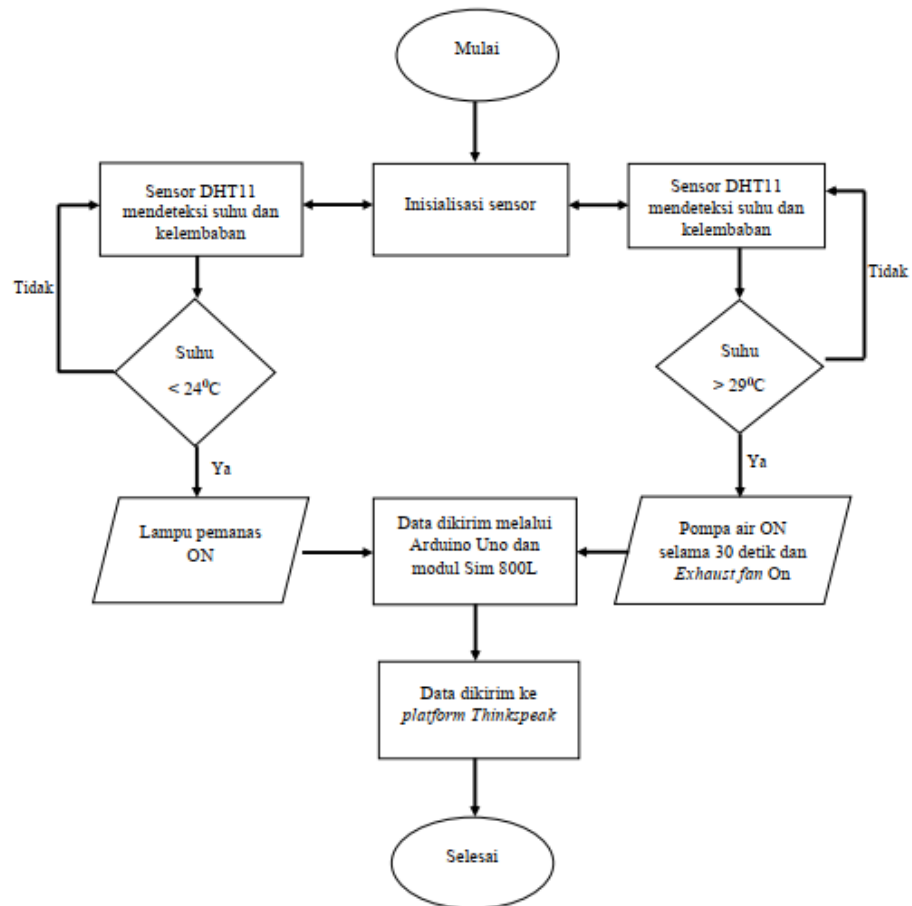 Mulai
Sensor DHT11
mendeteksi suhu dan
kelembaban
Inisialisasi sensor
Sensor DHT11
mendeteksi suhu dan
kelembaban
Tidak
Tidak
Suhu
< 24⁰C
Suhu
> 29⁰C
Ya
Ya
Lampu pemanas
ON
Data dikirim melalui
Arduino Uno dan
modul Sim 800L
Pompa air ON
selama 30 detik dan
Exhaust fan On
Data dikirim ke
platform Thinkspeak
Selesai